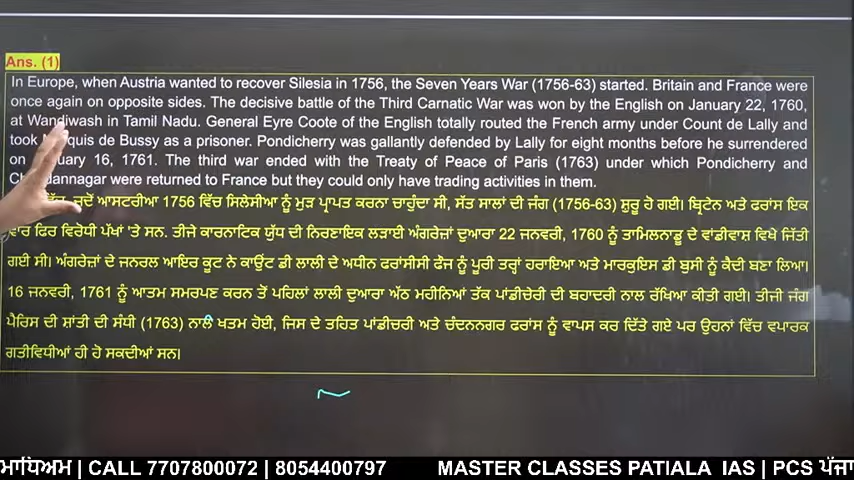 Ans. (1)
In Europe, when Austria wanted to recover Silesia in 1756, the Seven Years War (1756-63) started. Britain and France were
once again on opposite sides. The decisive battle of the Third Carnatic War was won by the English on January 22, 1760,
at Wandiwash in Tamil Nadu. General Eyre Coote of the English totally routed the French army under Count de Lally and
took quis de Bussy as a prisoner. Pondicherry was gallantly defended by Lally for eight months before he surrendered
on uary 16, 1761. The third war ended with the Treaty of Peace of Paris (1763) under which Pondicherry and
Ch dannagar were returned to France but they could only have trading activities in them.
ਜਦੋਂ ਆਸਟਰੀਆ 1756 ਵਿੱਚ ਸਿਲੇਸੀਆ ਨੂੰ ਮੁੜ ਪ੍ਰਾਪਤ ਕਰਨਾ ਚਾਹੁੰਦਾ ਸੀ, ਸੱਤ ਸਾਲਾਂ ਦੀ ਜੰਗ (1756-63) ਸ਼ੁਰੂ ਹੋ ਗਈ। ਬ੍ਰਿਟੇਨ ਅਤੇ ਫਰਾਂਸ ਇਕ
ਵਾਰ ਫਿਰ ਵਿਰੋਧੀ ਪੱਖਾਂ 'ਤੇ ਸਨ. ਤੀਜੇ ਕਾਰਨਾਟਿਕ ਯੁੱਧ ਦੀ ਨਿਰਣਾਇਕ ਲੜਾਈ ਅੰਗਰੇਜ਼ਾਂ ਦੁਆਰਾ 22 ਜਨਵਰੀ, 1760 ਨੂੰ ਤਾਮਿਲਨਾਡੂ ਦੇ ਵਾਂਡੀਵਾਸ਼ ਵਿਖੇ ਜਿੱਤੀ
ਗਈ ਸੀ। ਅੰਗਰੇਜ਼ਾਂ ਦੇ ਜਨਰਲ ਆਇਰ ਕੂਟ ਨੇ ਕਾਉਂਟ ਡੀ ਲਾਲੀ ਦੇ ਅਧੀਨ ਫਰਾਂਸੀਸੀ ਫੌਜ ਨੂੰ ਪੂਰੀ ਤਰ੍ਹਾਂ ਹਰਾਇਆ ਅਤੇ ਮਾਰਕੁਇਸ ਡੀ ਬੁਸੀ ਨੂੰ ਕੈਦੀ ਬਣਾ ਲਿਆ।
16 ਜਨਵਰੀ, 1761 ਨੂੰ ਆਤਮ ਸਮਰਪਣ ਕਰਨ ਤੋਂ ਪਹਿਲਾਂ ਲਾਲੀ ਦੁਆਰਾ ਅੱਠ ਮਹੀਨਿਆਂ ਤੱਕ ਪਾਂਡੀਚੇਰੀ ਦੀ ਬਹਾਦਰੀ ਨਾਲ ਰੱਖਿਆ ਕੀਤੀ ਗਈ। ਤੀਜੀ ਜੰਗ
ਪੈਰਿਸ ਦੀ ਸ਼ਾਂਤੀ ਦੀ ਸੰਧੀ (1763) ਨਾਲ ਖਤਮ ਹੋਈ, ਜਿਸ ਦੇ ਤਹਿਤ ਪਾਂਡੀਚਰੀ ਅਤੇ ਚੰਦਨਨਗਰ ਫਰਾਂਸ ਨੂੰ ਵਾਪਸ ਕਰ ਦਿੱਤੇ ਗਏ ਪਰ ਉਹਨਾਂ ਵਿੱਚ ਵਪਾਰਕ
ਗਤੀਵਿਧੀਆਂ ਹੀ ਹੋ ਸਕਦੀਆਂ ਸਨ।
ਮਾਧਿਅਮ | CALL 7707800072 | 8054400797 MASTER CLASSES PATIALA IAS | PCS ਪੰਜਾ